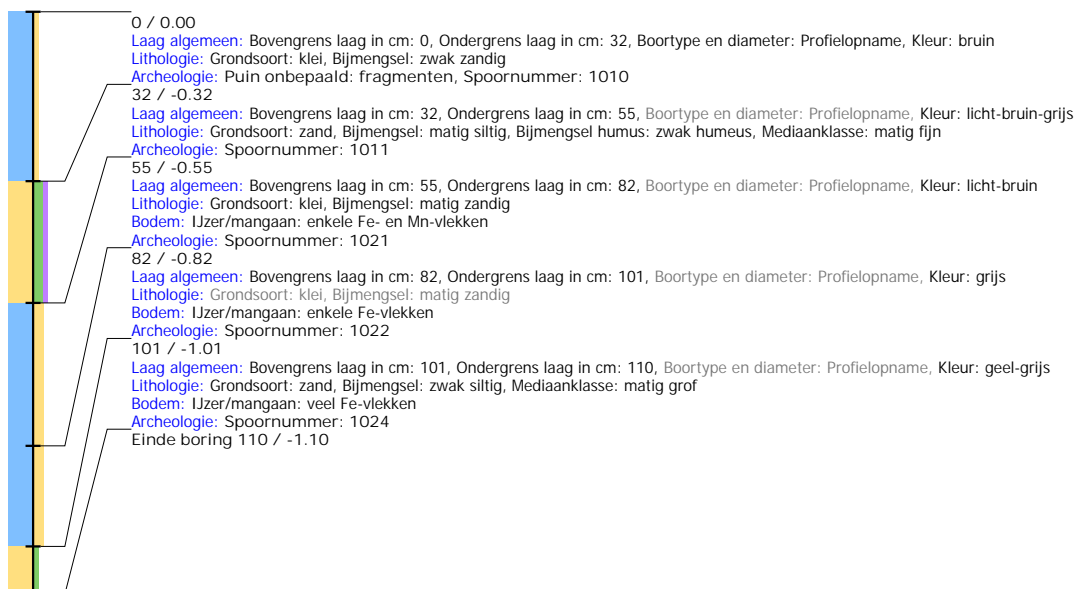 0 / 0.00
Laag algemeen: Bovengrens laag in cm: 0, Ondergrens laag in cm: 32, Boortype en diameter: Profielopname, Kleur: bruin
Lithologie: Grondsoort: klei, Bijmengsel: zwak zandig
Archeologie: Puin onbepaald: fragmenten, Spoornummer: 1010
32 / -0.32
Laag algemeen: Bovengrens laag in cm: 32, Ondergrens laag in cm: 55, Boortype en diameter: Profielopname, Kleur: licht-bruin-grijs
Lithologie: Grondsoort: zand, Bijmengsel: matig siltig, Bijmengsel humus: zwak humeus, Mediaanklasse: matig fijn
Archeologie: Spoornummer: 1011
55 / -0.55
Laag algemeen: Bovengrens laag in cm: 55, Ondergrens laag in cm: 82, Boortype en diameter: Profielopname, Kleur: licht-bruin
Lithologie: Grondsoort: klei, Bijmengsel: matig zandig
Bodem: IJzer/mangaan: enkele Fe- en Mn-vlekken
Archeologie: Spoornummer: 1021
82 / -0.82
Laag algemeen: Bovengrens laag in cm: 82, Ondergrens laag in cm: 101, Boortype en diameter: Profielopname, Kleur: grijs
Lithologie: Grondsoort: klei, Bijmengsel: matig zandig
Bodem: IJzer/mangaan: enkele Fe-vlekken
Archeologie: Spoornummer: 1022
101 / -1.01
Laag algemeen: Bovengrens laag in cm: 101, Ondergrens laag in cm: 110, Boortype en diameter: Profielopname, Kleur: geel-grijs
Lithologie: Grondsoort: zand, Bijmengsel: zwak siltig, Mediaanklasse: matig grof
Bodem: IJzer/mangaan: veel Fe-vlekken
Archeologie: Spoornummer: 1024
Einde boring 110 / -1.10